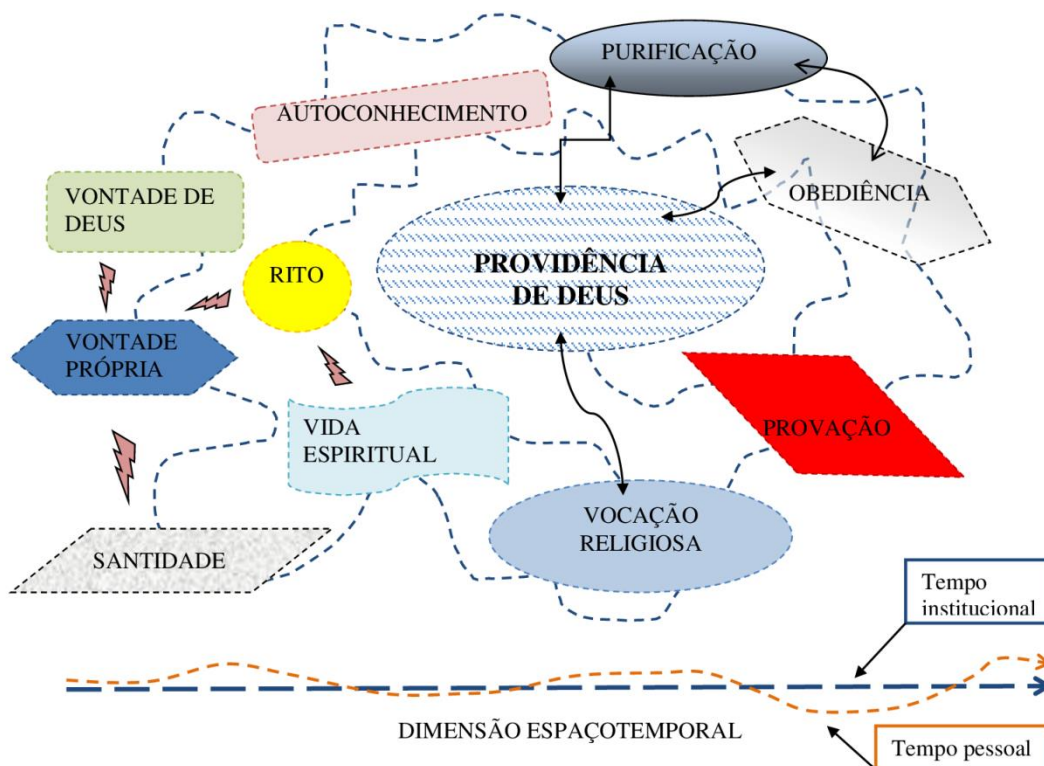 PURIFICAÇÃO
AUTOCONHECIMENTO
VONTADE DE
DEUS
OBEDIÊNCIA
RITO
PROVIDÊNCIA
DE DEUS
VONTADE
PRÓPRIA
VIDA
ESPIRITUAL
PROVAÇÃO
VOCAÇÃO
RELIGIOSA
SANTIDADE
Tempo
institucional
DIMENSÃO ESPAÇOTEMPORAL
Tempo pessoal